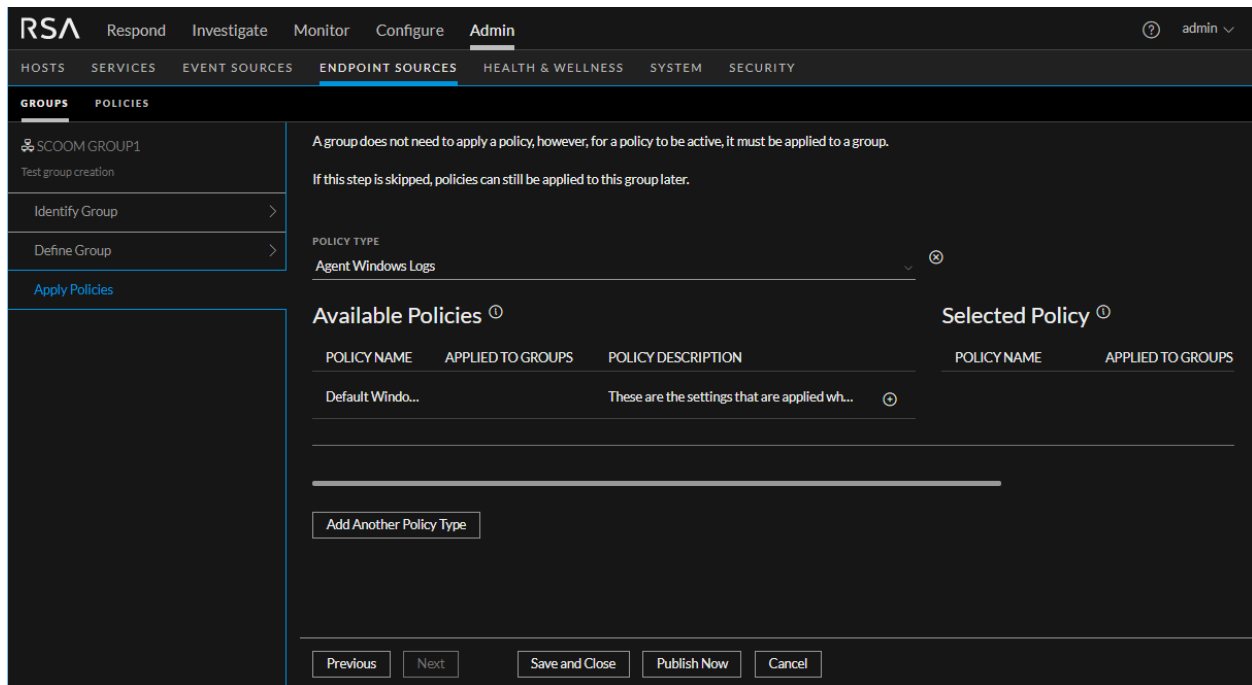 RSA Respond Investigate Monitor Configure Admin admin
HOSTS SERVICES EVENT SOURCES ENDPOINT SOURCES HEALTH & WELLNESS SYSTEM SECURITY
GROUPS POLICIES
SCOOM GROUP1
Test group creation
Identify Group
Define Group
Apply Policies
A group does not need to apply a policy, however, for a policy to be active, it must be applied to a group.
If this step is skipped, policies can still be applied to this group later.
POLICY TYPE
Agent Windows Logs
Available Policies
POLICY NAME APPLIED TO GROUPS POLICY DESCRIPTION
Default Windo... These are the settings that are applied wh...
Selected Policy
POLICY NAME APPLIED TO GROUPS
Add Another Policy Type
Previous Next Save and Close Publish Now Cancel